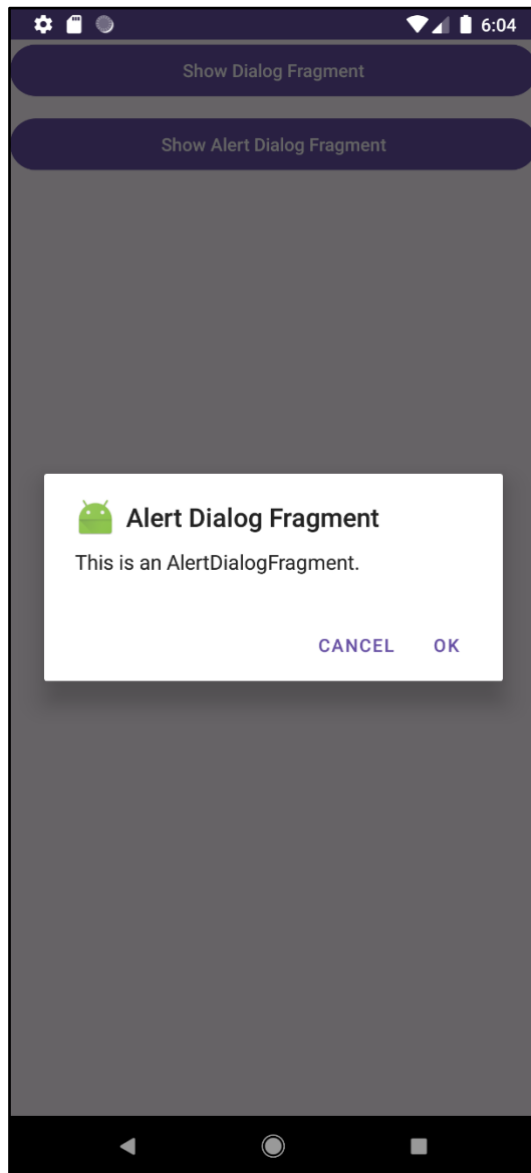 6:04
Show Dialog Fragment
Show Alert Dialog Fragment
Alert Dialog Fragment
This is an AlertDialogFragment.
CANCEL OK